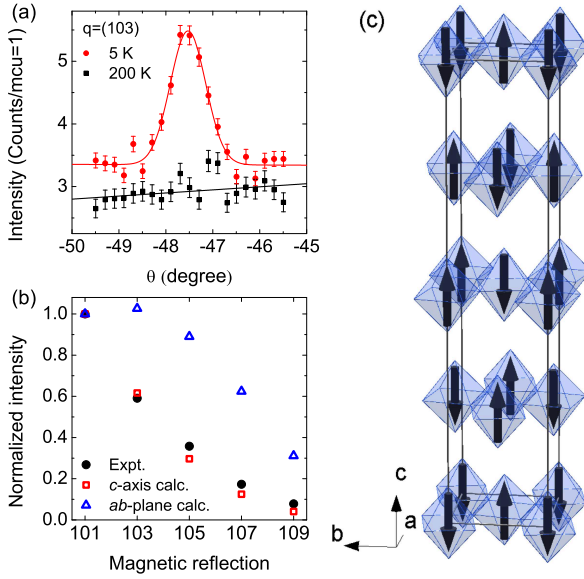 (a)
q=(103)
5 K
200 K
Intensity (Counts/mcu=1)
5
4
3
2
-50 -49 -48 -47 -46 -45
θ (degree)
(b)
Normalized intensity
1.0
0.8
0.6
0.4
0.2
0.0
Expt.
c-axis calc.
ab-plane calc.
101 103 105 107 109
Magnetic reflection
(c)
c
b
a